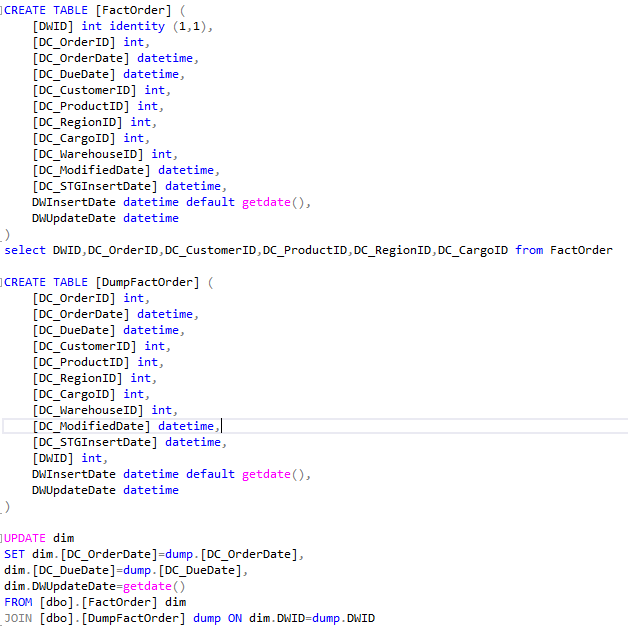 CREATE TABLE [FactOrder] (
[DWID] int identity (1,1),
[DC_OrderID] int,
[DC_OrderDate] datetime,
[DC_DueDate] datetime,
[DC_CustomerID] int,
[DC_ProductID] int,
[DC_RegionID] int,
[DC_CargoID] int,
[DC_WarehouseID] int,
[DC_ModifiedDate] datetime,
[DC_STGInsertDate] datetime,
DWInsertDate datetime default getdate(),
DWUpdateDate datetime
)
select DWID,DC_OrderID,DC_CustomerID,DC_ProductID,DC_RegionID,DC_CargoID from FactOrder
CREATE TABLE [DumpFactOrder] (
[DC_OrderID] int,
[DC_OrderDate] datetime,
[DC_DueDate] datetime,
[DC_CustomerID] int,
[DC_ProductID] int,
[DC_RegionID] int,
[DC_CargoID] int,
[DC_WarehouseID] int,
[DC_ModifiedDate] datetime,
[DC_STGInsertDate] datetime,
[DWID] int,
DWInsertDate datetime default getdate(),
DWUpdateDate datetime
)
UPDATE dim
SET dim.[DC_OrderDate]=dump.[DC_OrderDate],
dim.[DC_DueDate]=dump.[DC_DueDate],
dim.DWUpdateDate=getdate()
FROM [dbo].[FactOrder] dim
JOIN [dbo].[DumpFactOrder] dump ON dim.DWID=dump.DWID